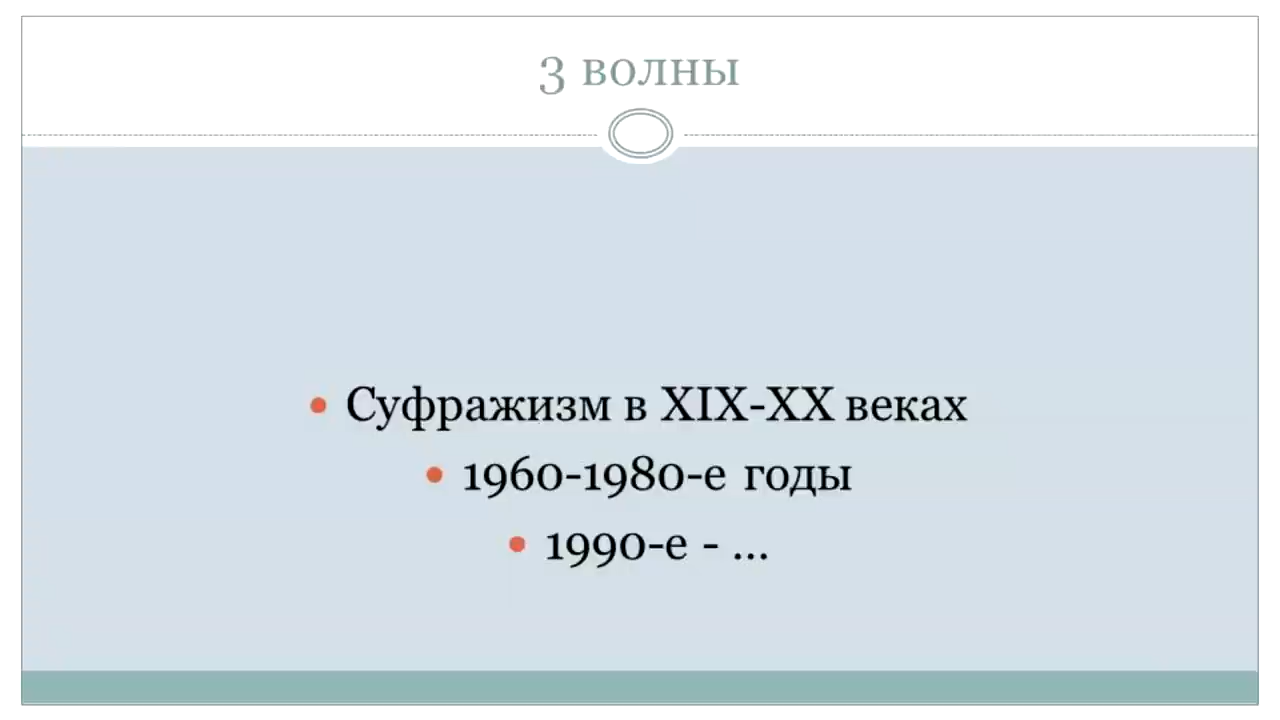 3 волны
• Суфражизм в XIX-XX веках
• 1960-1980-е годы
• 1990-е - ...